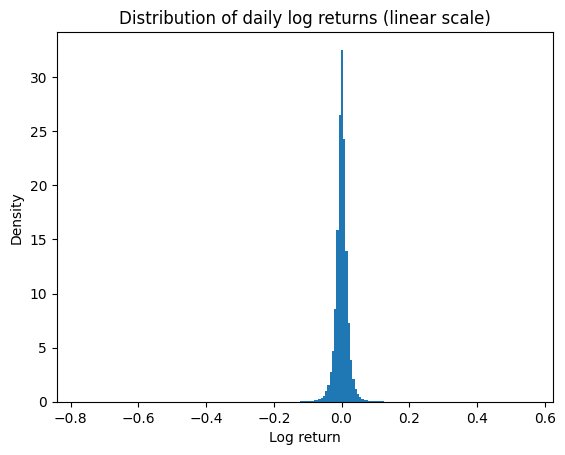 Distribution of daily log returns (linear scale)
30
25
20
15
10
5
0
Density
−0.8 −0.6 −0.4 −0.2 0.0 0.2 0.4 0.6
Log return